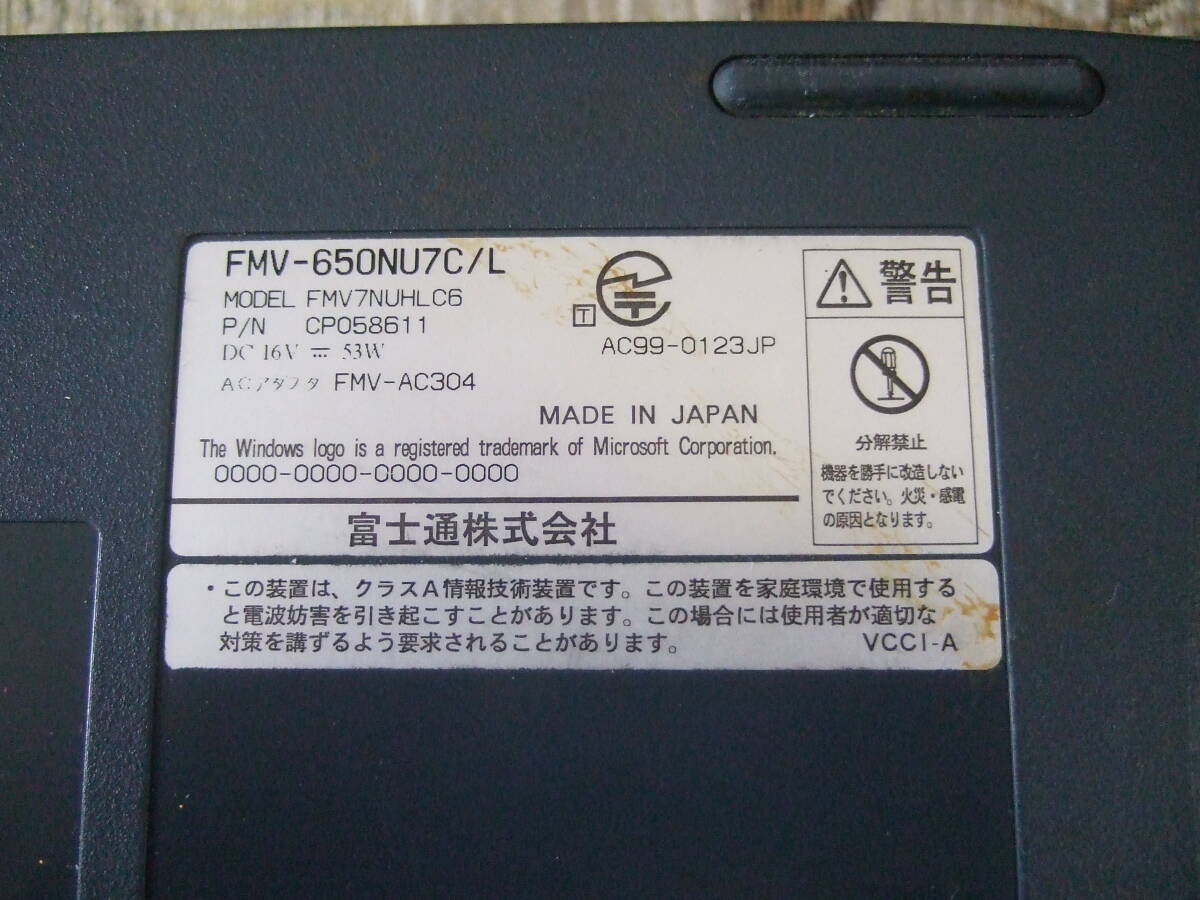 FMV-650NU7C/L
MODEL FMV7NUHLC6
P/N CP058611
DC 16V ⎓ 53W
ACアダプタ FMV-AC304
T
AC99-0123JP
MADE IN JAPAN
The Windows logo is a registered trademark of Microsoft Corporation.
0000-0000-0000-0000
富士通株式会社
警告
分解禁止
機器を勝手に改造しない
でください。火災・感電
の原因となります。
・この装置は、クラスA情報技術装置です。この装置を家庭環境で使用する
と電波妨害を引き起こすことがあります。この場合には使用者が適切な
対策を講ずるよう要求されることがあります。 VCCI-A